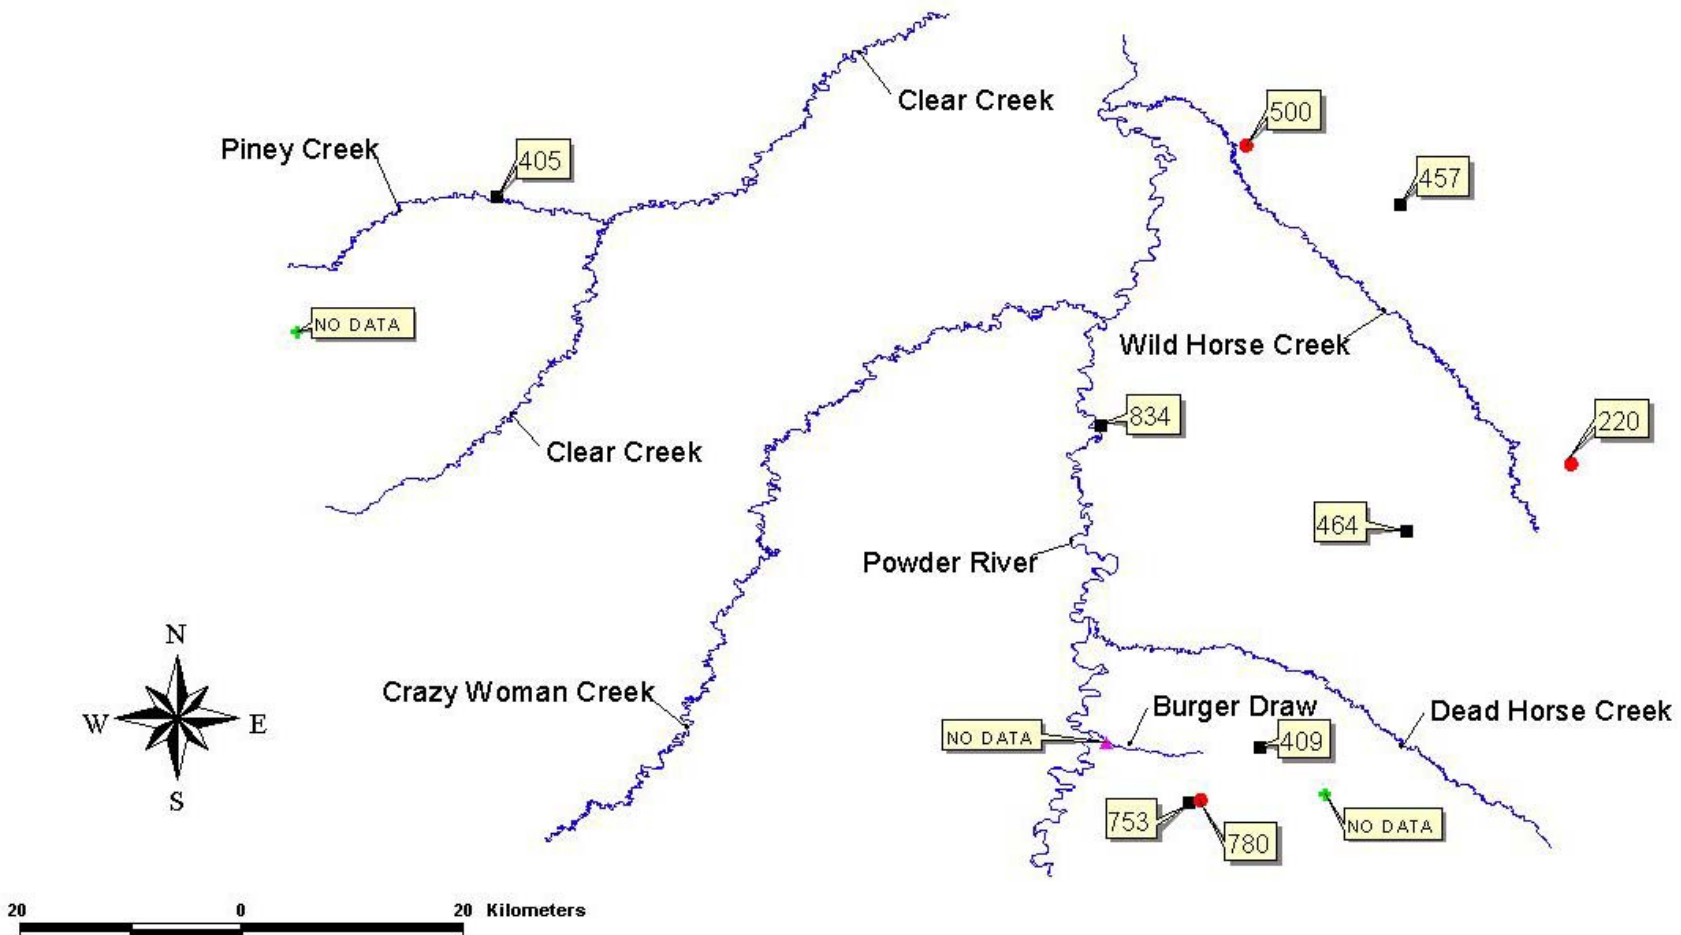 Clear Creek
500
Piney Creek
405
457
NO DATA
Wild Horse Creek
834
220
Clear Creek
464
Powder River
N
W E
S
Crazy Woman Creek
Burger Draw
Dead Horse Creek
NO DATA
409
753
780
NO DATA
20 0 20 Kilometers